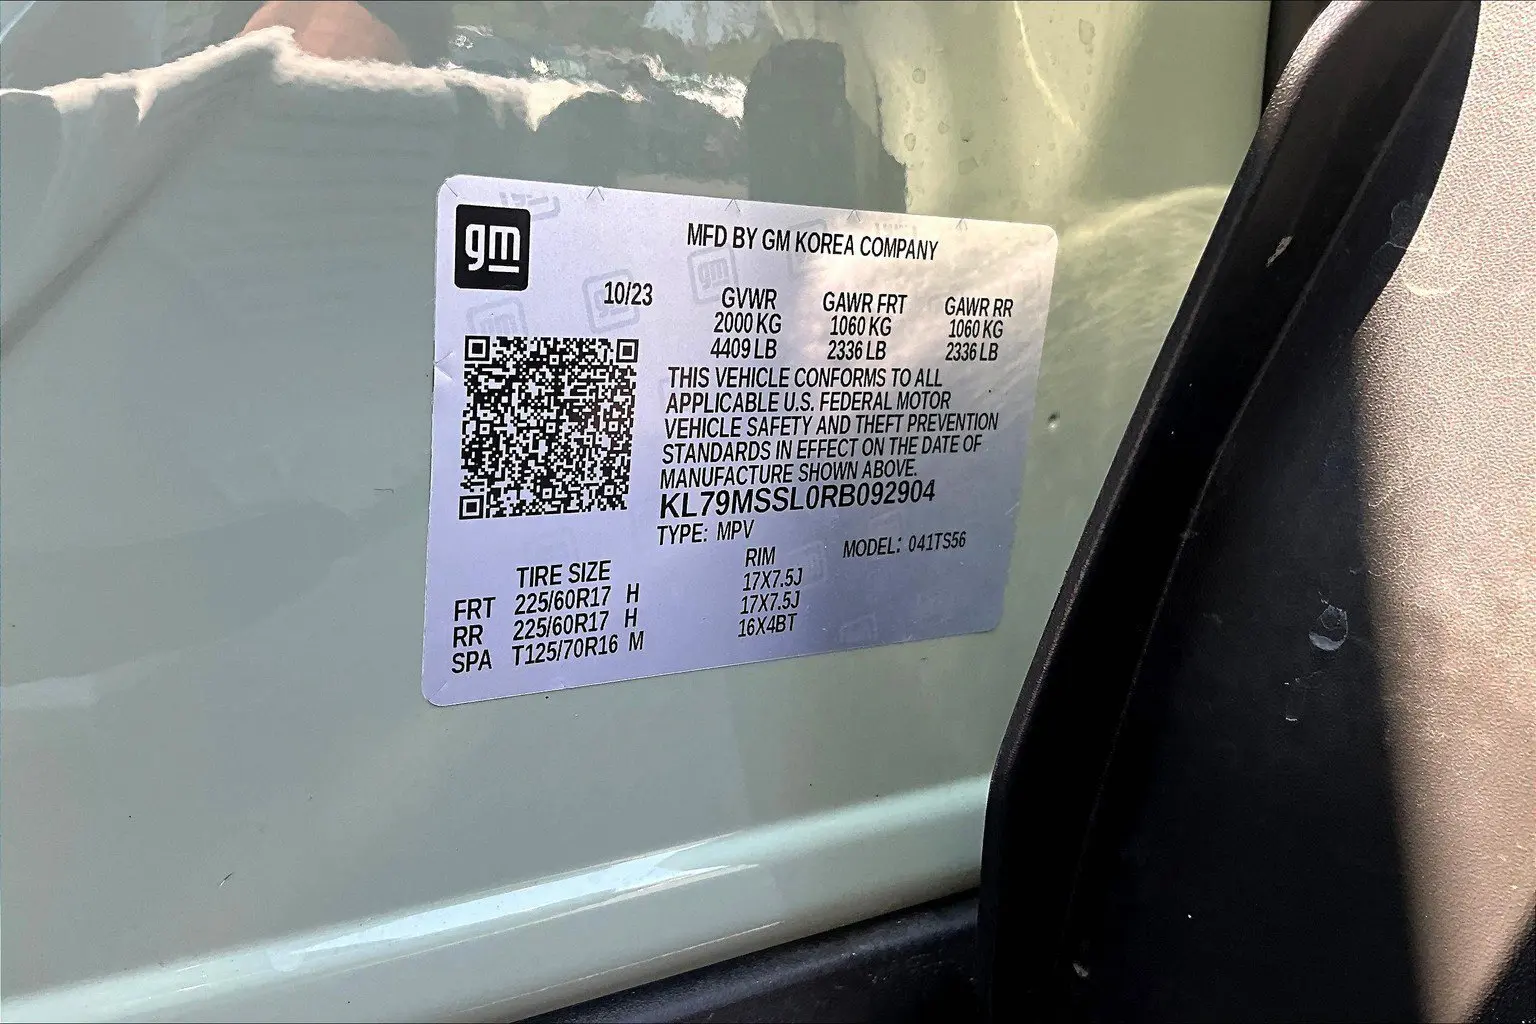 gm
MFD BY GM KOREA COMPANY
10/23
GVWR GAWR FRT GAWR RR
2000 KG 1060 KG 1060 KG
4409 LB 2336 LB 2336 LB
THIS VEHICLE CONFORMS TO ALL
APPLICABLE U.S. FEDERAL MOTOR
VEHICLE SAFETY AND THEFT PREVENTION
STANDARDS IN EFFECT ON THE DATE OF
MANUFACTURE SHOWN ABOVE.
KL79MSSL0RB092904
TYPE: MPV MODEL: 041TS56
TIRE SIZE RIM
FRT 225/60R17 H 17X7.5J
RR 225/60R17 H 17X7.5J
SPA T125/70R16 M 16X4BT